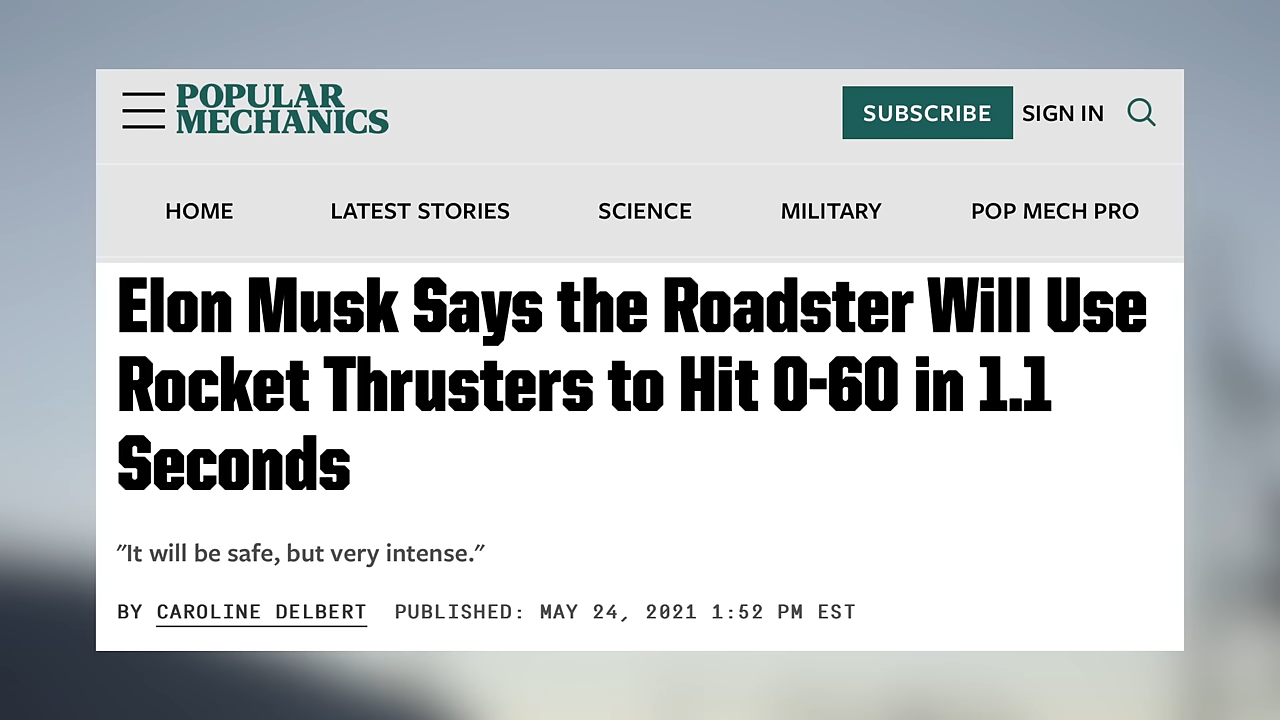 POPULAR
MECHANICS
SUBSCRIBE
SIGN IN
HOME
LATEST STORIES
SCIENCE
MILITARY
POP MECH PRO
Elon Musk Says the Roadster Will Use
Rocket Thrusters to Hit 0-60 in 1.1
Seconds
"It will be safe, but very intense."
BY CAROLINE DELBERT PUBLISHED: MAY 24, 2021 1:52 PM EST